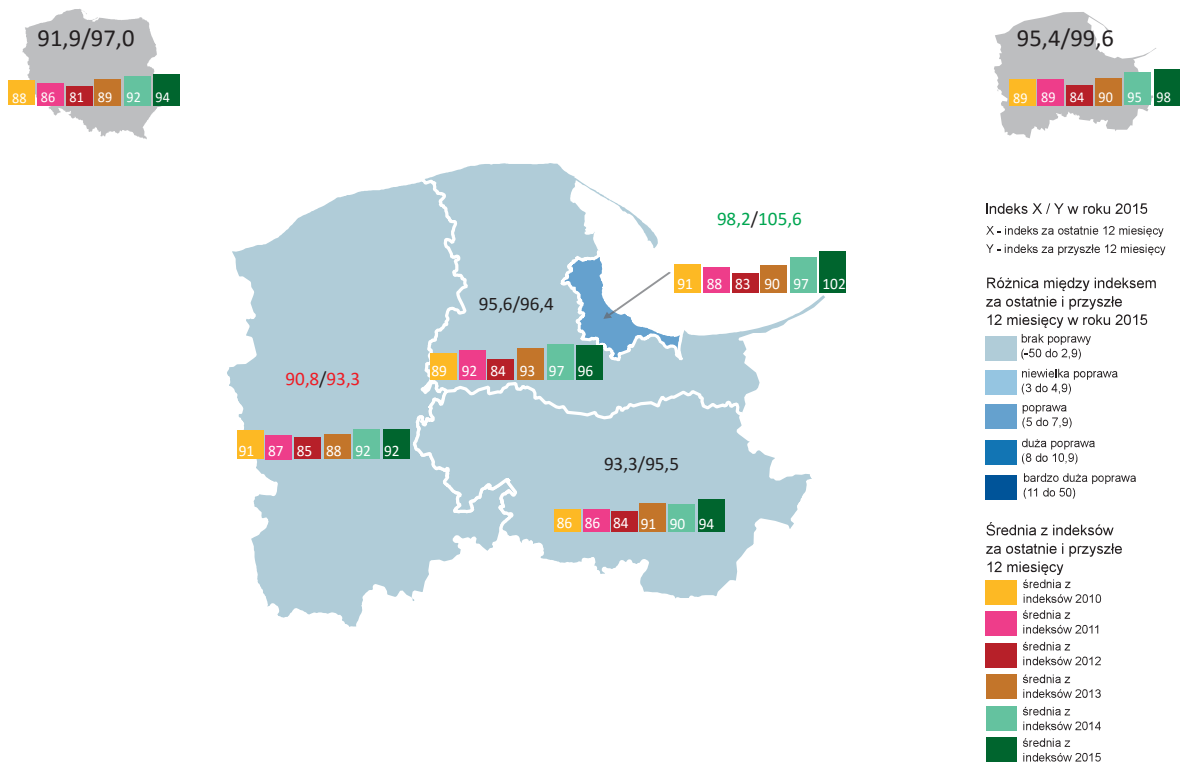 91,9/97,0
88 86 81 89 92 94
95,4/99,6
89 89 84 90 95 98
98,2/105,6
91 88 83 90 97 102
95,6/96,4
89 92 84 93 97 96
90,8/93,3
91 87 85 88 92 92
93,3/95,5
86 86 84 91 90 94
Indeks X / Y w roku 2015
X - indeks za ostatnie 12 miesięcy
Y - indeks za przyszłe 12 miesięcy
Różnica między indeksem
za ostatnie i przyszłe
12 miesięcy w roku 2015
brak poprawy
(-50 do 2,9)
niewielka poprawa
(3 do 4,9)
poprawa
(5 do 7,9)
duża poprawa
(8 do 10,9)
bardzo duża poprawa
(11 do 50)
Średnia z indeksów
za ostatnie i przyszłe
12 miesięcy
średnia z
indeksów 2010
średnia z
indeksów 2011
średnia z
indeksów 2012
średnia z
indeksów 2013
średnia z
indeksów 2014
średnia z
indeksów 2015